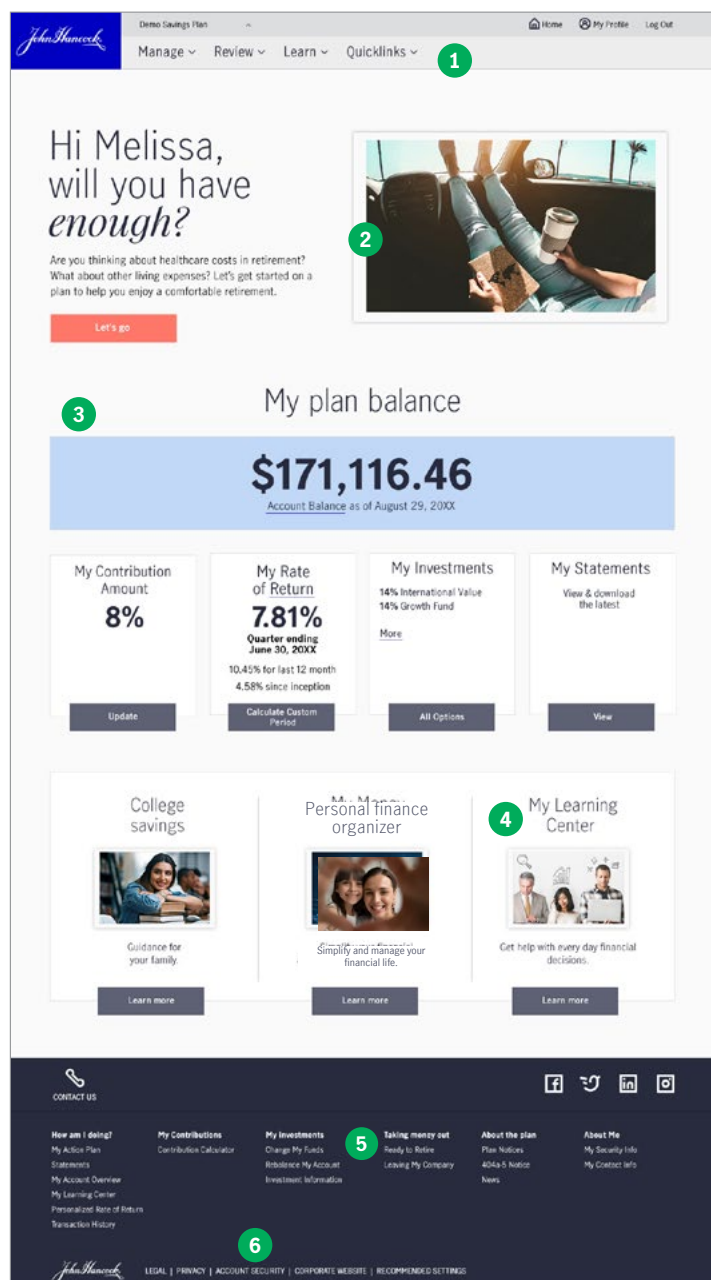 John Hancock
Demo Savings Plan
Home My Profile Log Out
Manage Review Learn Quicklinks
1
Hi Melissa,
will you have
enough?
Are you thinking about healthcare costs in retirement?
What about other living expenses? Let's get started on a
plan to help you enjoy a comfortable retirement.
Let's go
2
3
My plan balance
$171,116.46
Account Balance as of August 29, 20XX
My Contribution
Amount
8%
Update
My Rate
of Return
7.81%
Quarter ending
June 30, 20XX
10.45% for last 12 month
4.58% since inception
Calculate Custom
Period
My Investments
14% International Value
14% Growth Fund
More
All Options
My Statements
View & download
the latest
View
College
savings
Guidance for
your family.
Learn more
My Money
Personal finance
organizer
Simplify and manage your
financial life.
Learn more
4
My Learning
Center
Get help with every day financial
decisions.
Learn more
CONTACT US
How am I doing?
My Action Plan
Statements
My Account Overview
My Learning Center
Personalized Rate of Return
Transaction History
My Contributions
Contribution Calculator
My Investments
Change My Funds
Rebalance My Account
Investment Information
5
Taking money out
Ready to Retire
Leaving My Company
About the plan
Plan Notices
404a-5 Notice
News
About Me
My Security Info
My Contact Info
6
John Hancock
LEGAL | PRIVACY | ACCOUNT SECURITY | CORPORATE WEBSITE | RECOMMENDED SETTINGS